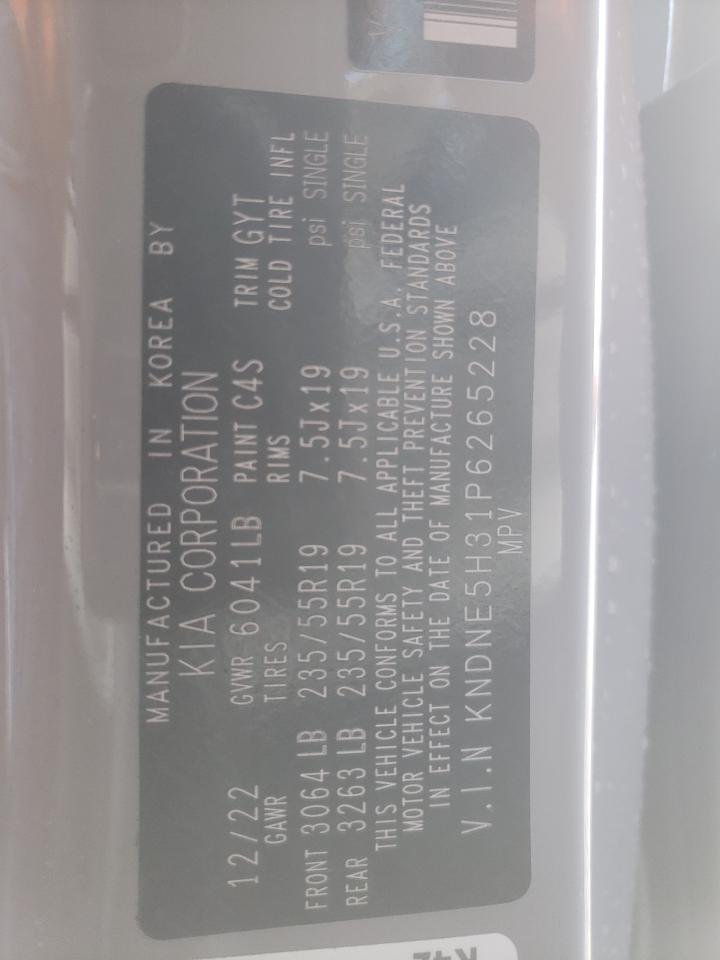 MANUFACTURED IN KOREA BY
KIA CORPORATION
12/22 GVWR 6041LB PAINT C4S TRIM GYT
GAWR TIRES RIMS COLD TIRE INFL
FRONT 3064 LB 235/55R19 7.5Jx19 psi SINGLE
REAR 3263 LB 235/55R19 7.5Jx19 psi SINGLE
THIS VEHICLE CONFORMS TO ALL APPLICABLE U.S.A. FEDERAL
MOTOR VEHICLE SAFETY AND THEFT PREVENTION STANDARDS
IN EFFECT ON THE DATE OF MANUFACTURE SHOWN ABOVE
V.I.N KNDNE5H31P6265228
MPV